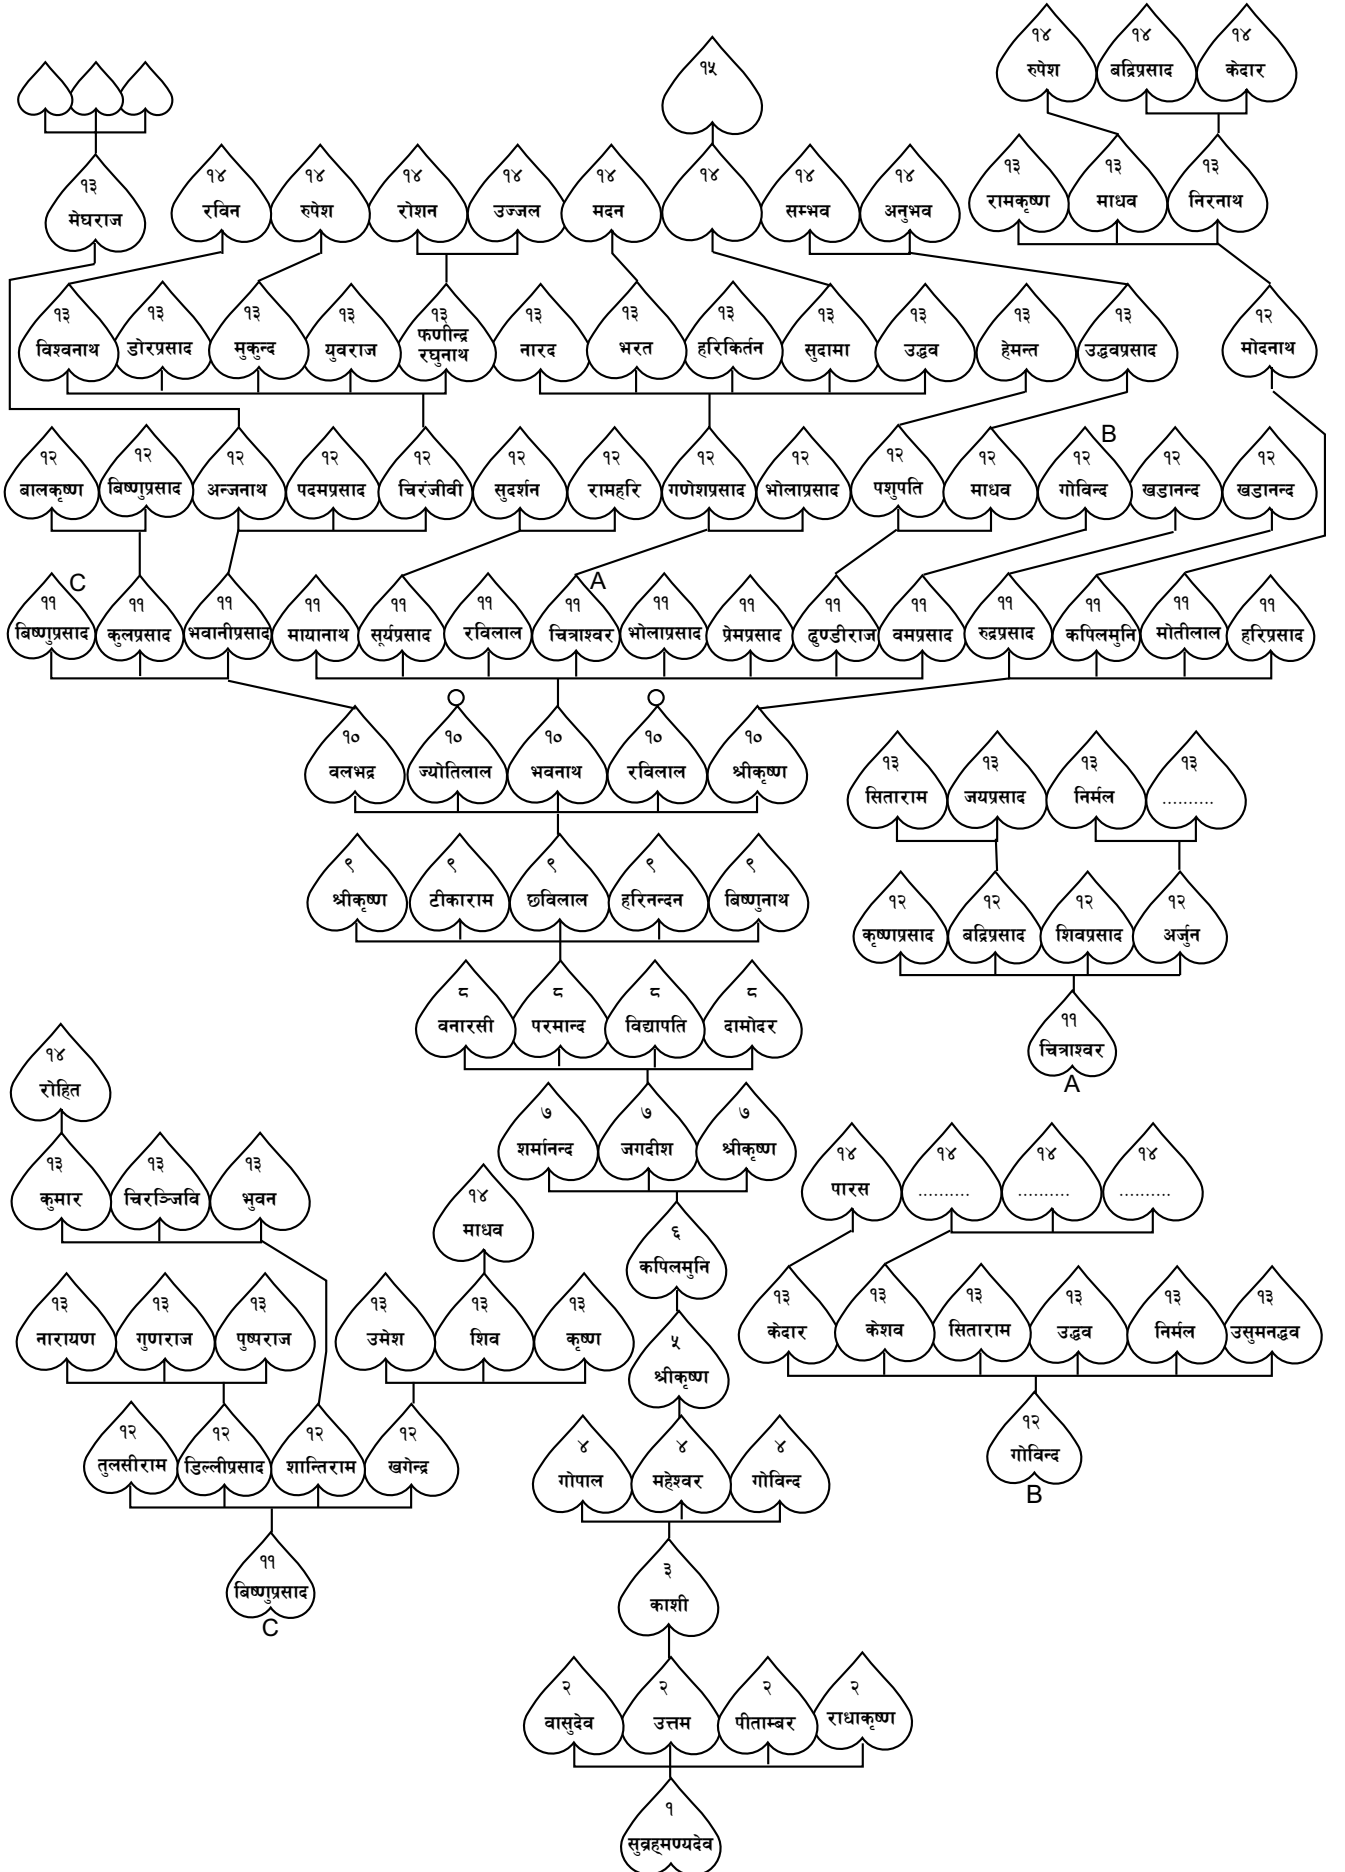 १४ १४ १४
रुपेश बद्रिप्रसाद केदार
१५
१३ १३ १३
रामकृष्ण माधव निरनाथ
१३
मेघराज
१४ १४ १४ १४ १४ १४ १४ १४
रविन रुपेश रोशन उज्जल मदन सम्भव अनुभव
१३ १३ १३ १३ १३ १३ १३ १३ १३ १३ १३ १३ १२
विश्वनाथ डोरप्रसाद मुकुन्द युवराज फणीन्द्र नारद भरत हरिकिर्तन सुदामा उद्धव हेमन्त उद्धवप्रसाद मोदनाथ
रघुनाथ
B
१२ १२ १२ १२ १२ १२ १२ १२ १२ १२ १२ १२ १२ १२
बालकृष्ण बिष्णुप्रसाद अन्जनाथ पदमप्रसाद चिरंजीवी सुदर्शन रामहरि गणेशप्रसाद भोलाप्रसाद पशुपति माधव गोविन्द खडानन्द खडानन्द
C A
११ ११ ११ ११ ११ ११ ११ ११ ११ ११ ११ ११ ११ ११ ११
बिष्णुप्रसाद कुलप्रसाद भवानीप्रसाद मायानाथ सूर्यप्रसाद रविलाल चित्राश्वर भोलाप्रसाद प्रेमप्रसाद ढुण्डीराज वमप्रसाद रुद्रप्रसाद कपिलमुनि मोतीलाल हरिप्रसाद
१० १० १० १० १०
वलभद्र ज्योतिलाल भवनाथ रविलाल श्रीकृष्ण
१३ १३ १३ १३
सिताराम जयप्रसाद निर्मल ..........
९ ९ ९ ९ ९
श्रीकृष्ण टीकाराम छविलाल हरिनन्दन बिष्णुनाथ
१२ १२ १२ १२
कृष्णप्रसाद बद्रिप्रसाद शिवप्रसाद अर्जुन
८ ८ ८ ८
वनारसी परमान्द विद्यापति दामोदर
११
चित्राश्वर
A
१४
रोहित
७ ७ ७
शर्मानन्द जगदीश श्रीकृष्ण
१३ १३ १३
कुमार चिरञ्जिवि भुवन
१४
माधव
१४ १४ १४ १४
पारस .......... .......... ..........
६
कपिलमुनि
१३ १३ १३ १३ १३ १३
नारायण गुणराज पुष्पराज उमेश शिव कृष्ण
१३ १३ १३ १३ १३ १३
केदार केशव सिताराम उद्धव निर्मल उसुमनद्धव
५
श्रीकृष्ण
१२ १२ १२ १२
तुलसीराम डिल्लीप्रसाद शान्तिराम खगेन्द्र
४ ४ ४
गोपाल महेश्वर गोविन्द
१२
गोविन्द
B
११
बिष्णुप्रसाद
C
३
काशी
२ २ २ २
वासुदेव उत्तम पीताम्बर राधाकृष्ण
१
सुब्रह्मण्यदेव